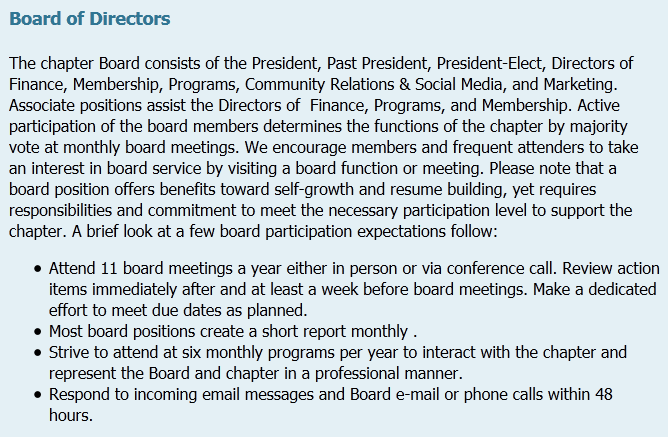 Board of Directors
The chapter Board consists of the President, Past President, President-Elect, Directors of
Finance, Membership, Programs, Community Relations & Social Media, and Marketing.
Associate positions assist the Directors of  Finance, Programs, and Membership. Active
participation of the board members determines the functions of the chapter by majority
vote at monthly board meetings. We encourage members and frequent attenders to take
an interest in board service by visiting a board function or meeting. Please note that a
board position offers benefits toward self-growth and resume building, yet requires
responsibilities and commitment to meet the necessary participation level to support the
chapter. A brief look at a few board participation expectations follow:
• Attend 11 board meetings a year either in person or via conference call. Review action
items immediately after and at least a week before board meetings. Make a dedicated
effort to meet due dates as planned.
• Most board positions create a short report monthly .
• Strive to attend at six monthly programs per year to interact with the chapter and
represent the Board and chapter in a professional manner.
• Respond to incoming email messages and Board e-mail or phone calls within 48
hours.